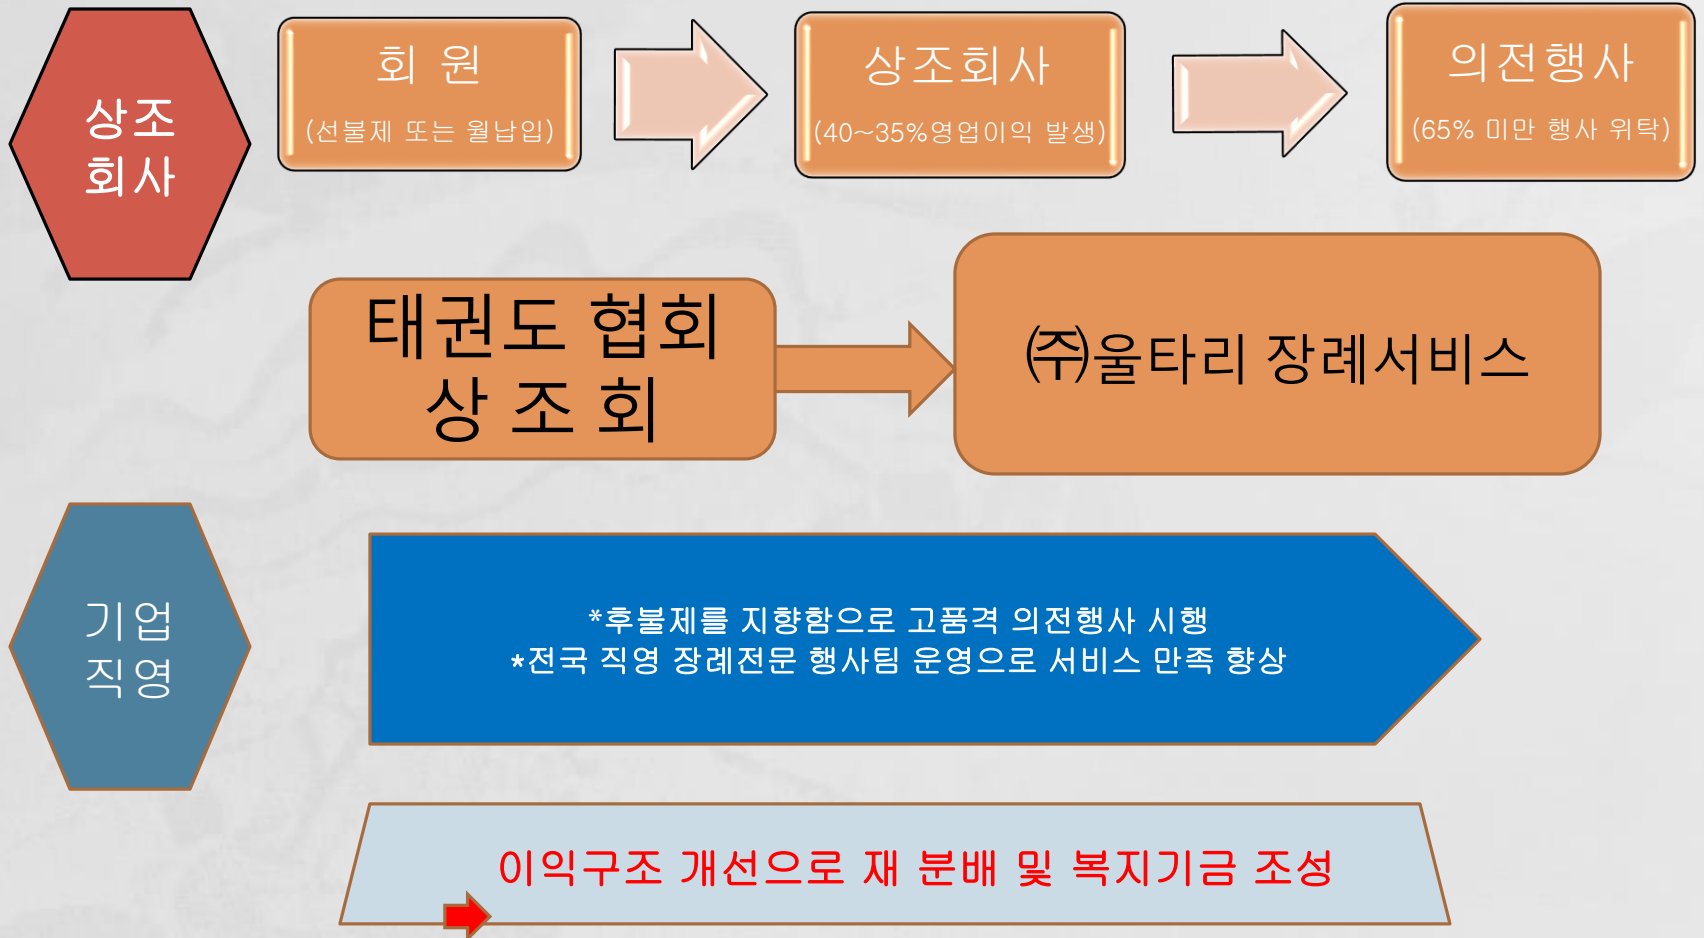 상조
회사
회 원
(선불제 또는 월납입)
상조회사
(40~35%영업이익 발생)
의전행사
(65% 미만 행사 위탁)
태권도 협회
상 조 회
㈜울타리 장례서비스
기업
직영
*후불제를 지향함으로 고품격 의전행사 시행
*전국 직영 장례전문 행사팀 운영으로 서비스 만족 향상
이익구조 개선으로 재 분배 및 복지기금 조성